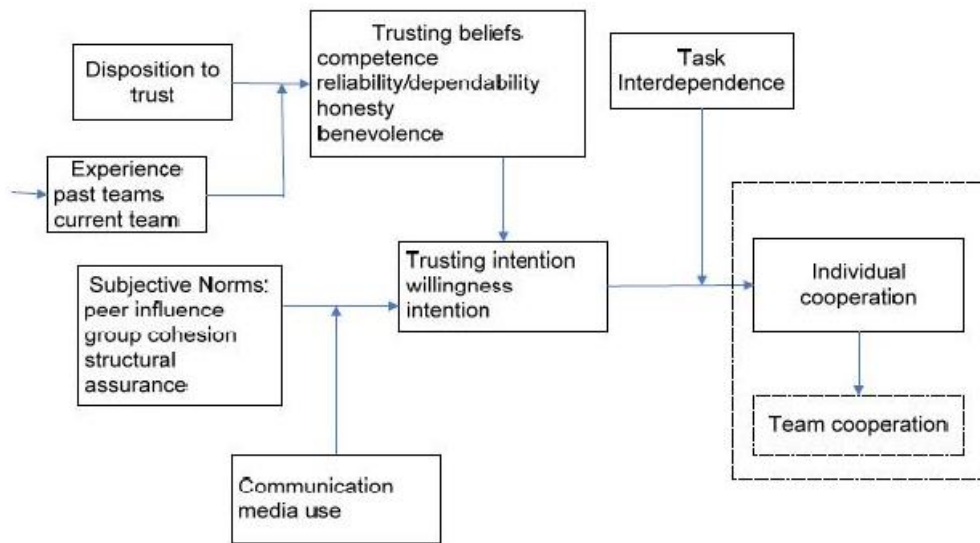 Disposition to
trust
Trusting beliefs
competence
reliability/dependability
honesty
benevolence
Task
Interdependence
Experience
past teams
current team
Subjective Norms:
peer influence
group cohesion
structural
assurance
Trusting intention
willingness
intention
Individual
cooperation
Team cooperation
Communication
media use